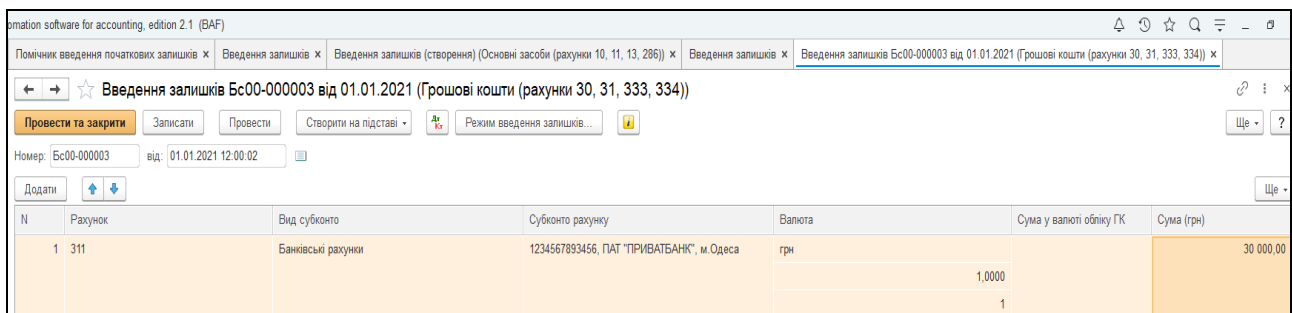 omation software for accounting, edition 2.1 (BAF)
Помічник введення початкових залишків × Введення залишків × Введення залишків (створення) (Основні засоби (рахунки 10, 11, 13, 286)) × Введення залишків × Введення залишків Бс00-000003 від 01.01.2021 (Грошові кошти (рахунки 30, 31, 333, 334)) ×
Введення залишків Бс00-000003 від 01.01.2021 (Грошові кошти (рахунки 30, 31, 333, 334))
Провести та закрити Записати Провести Створити на підставі Дт Кт Режим введення залишків... Ще ?
Номер: Бс00-000003 від: 01.01.2021 12:00:02
Додати Ще
N Рахунок Вид субконто Субконто рахунку Валюта Сума у валюті обліку ГК Сума (грн)
1 311 Банківські рахунки 1234567893456, ПАТ "ПРИВАТБАНК", м.Одеса грн 30 000,00
1,0000
1